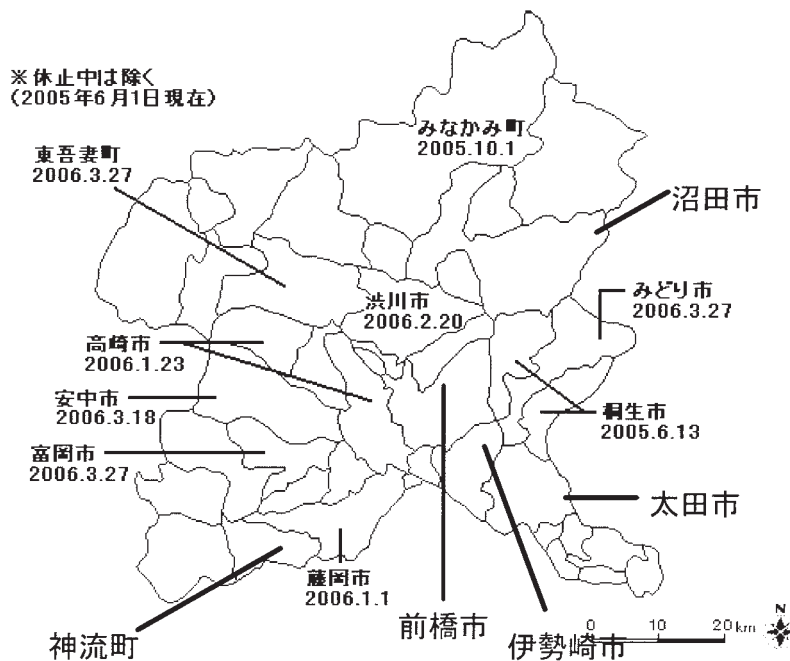 ※休止中は除く
（2005年6月1日現在）
みなかみ町
2005.10.1
東吾妻町
2006.3.27
沼田市
みどり市
2006.3.27
渋川市
2006.2.20
高崎市
2006.1.23
安中市
2006.3.18
桐生市
2005.6.13
富岡市
2006.3.27
太田市
藤岡市
2006.1.1
前橋市
伊勢崎市
神流町
N
0 10 20 km